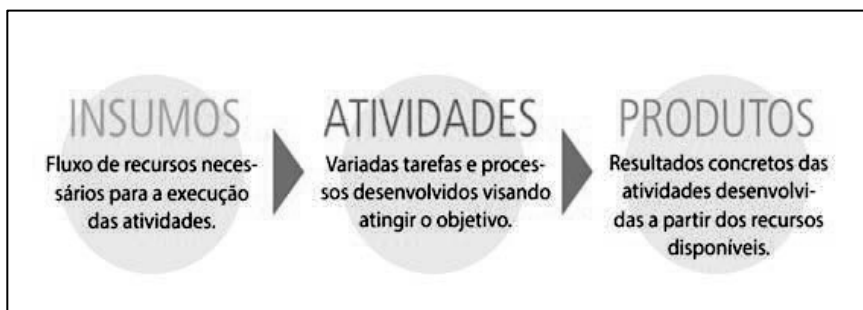 INSUMOS
Fluxo de recursos neces-
sários para a execução
das atividades.
ATIVIDADES
Variadas tarefas e proces-
sos desenvolvidos visando
atingir o objetivo.
PRODUTOS
Resultados concretos das
atividades desenvolvi-
das a partir dos recursos
disponíveis.